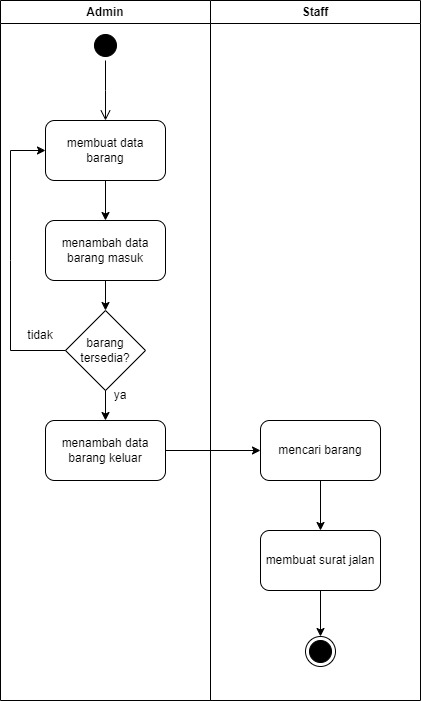 Admin
Staff
membuat data
barang
menambah data
barang masuk
tidak
barang
tersedia?
ya
menambah data
barang keluar
mencari barang
membuat surat jalan